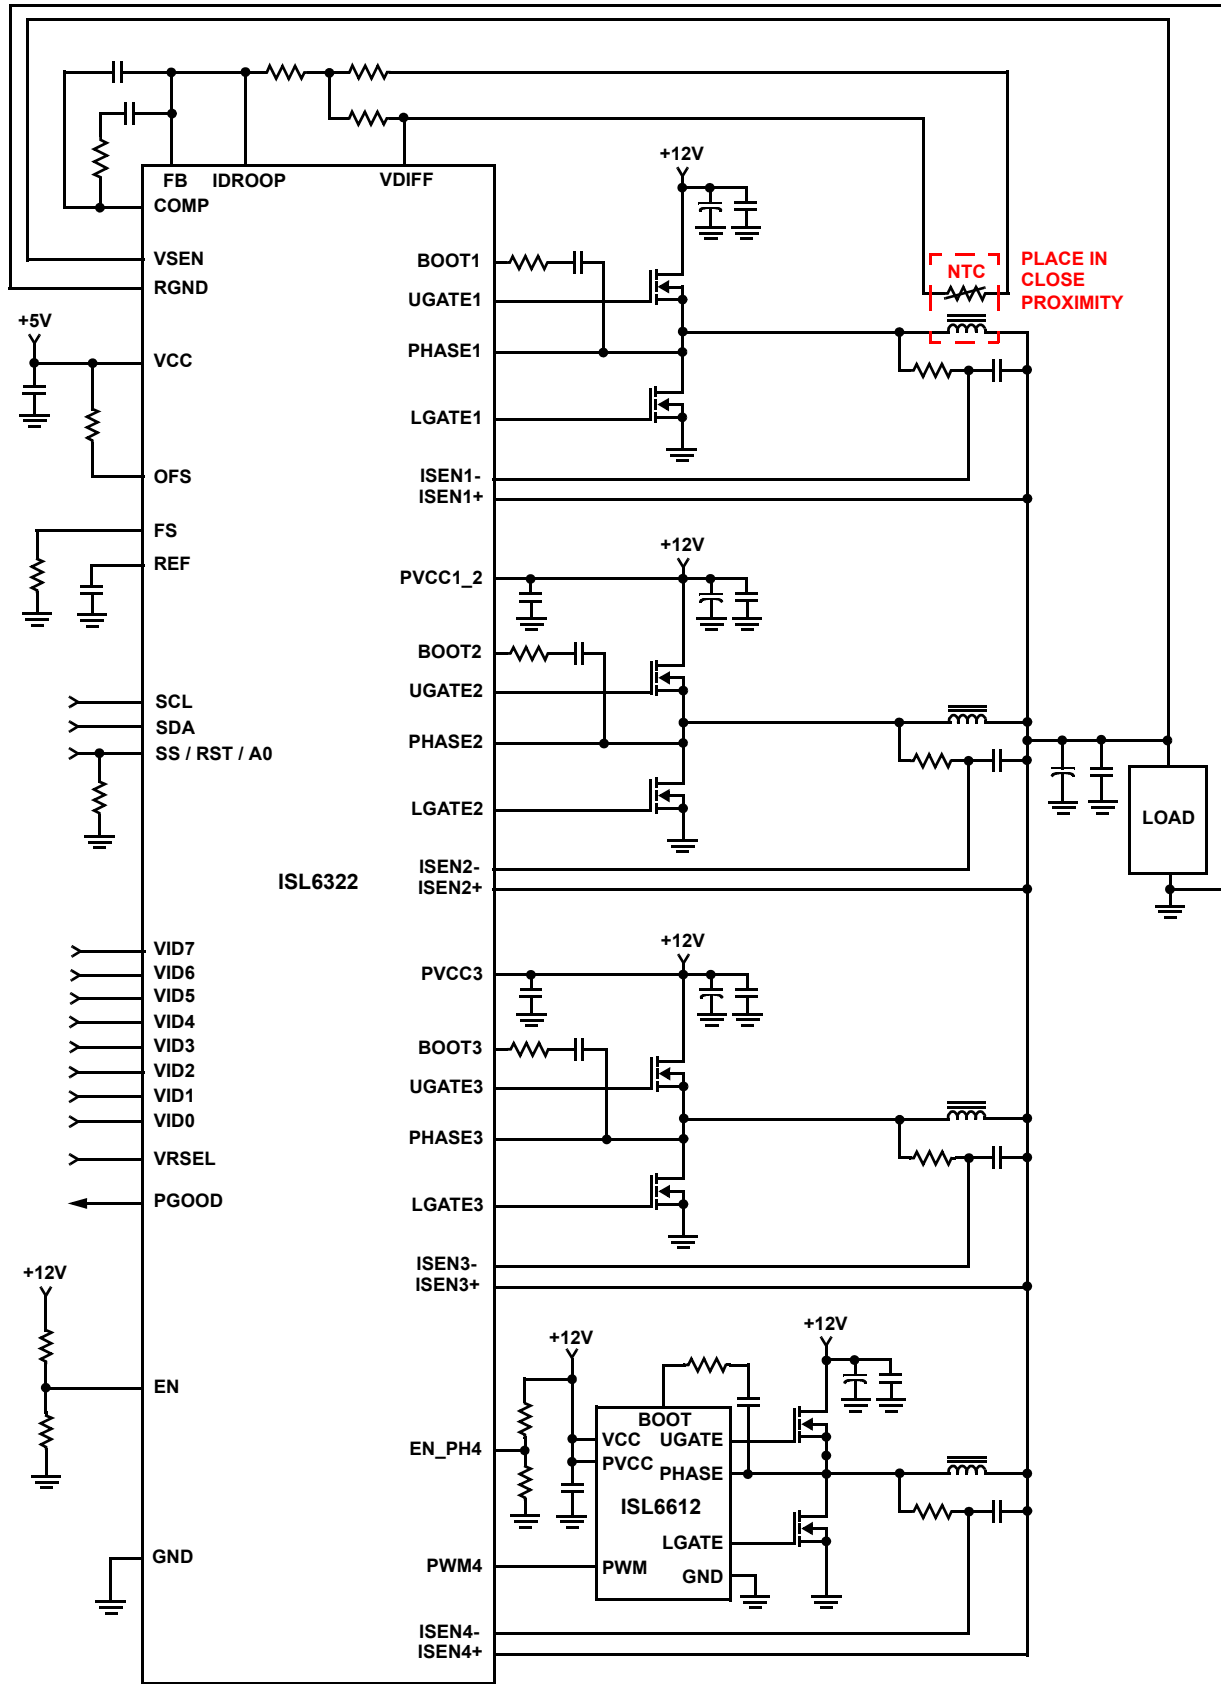 +12V
FB IDROOP VDIFF
COMP
VSEN
RGND
+5V
VCC
OFS
FS
REF
SCL
SDA
SS / RST / A0
ISL6322
VID7
VID6
VID5
VID4
VID3
VID2
VID1
VID0
VRSEL
PGOOD
+12V
EN
GND
BOOT1
UGATE1
PHASE1
LGATE1
ISEN1-
ISEN1+
NTC
PLACE IN
CLOSE
PROXIMITY
+12V
PVCC1_2
BOOT2
UGATE2
PHASE2
LGATE2
ISEN2-
ISEN2+
LOAD
+12V
PVCC3
BOOT3
UGATE3
PHASE3
LGATE3
ISEN3-
ISEN3+
+12V
+12V
EN_PH4
PWM4
BOOT
VCC
UGATE
PVCC
PHASE
ISL6612
LGATE
PWM
GND
ISEN4-
ISEN4+